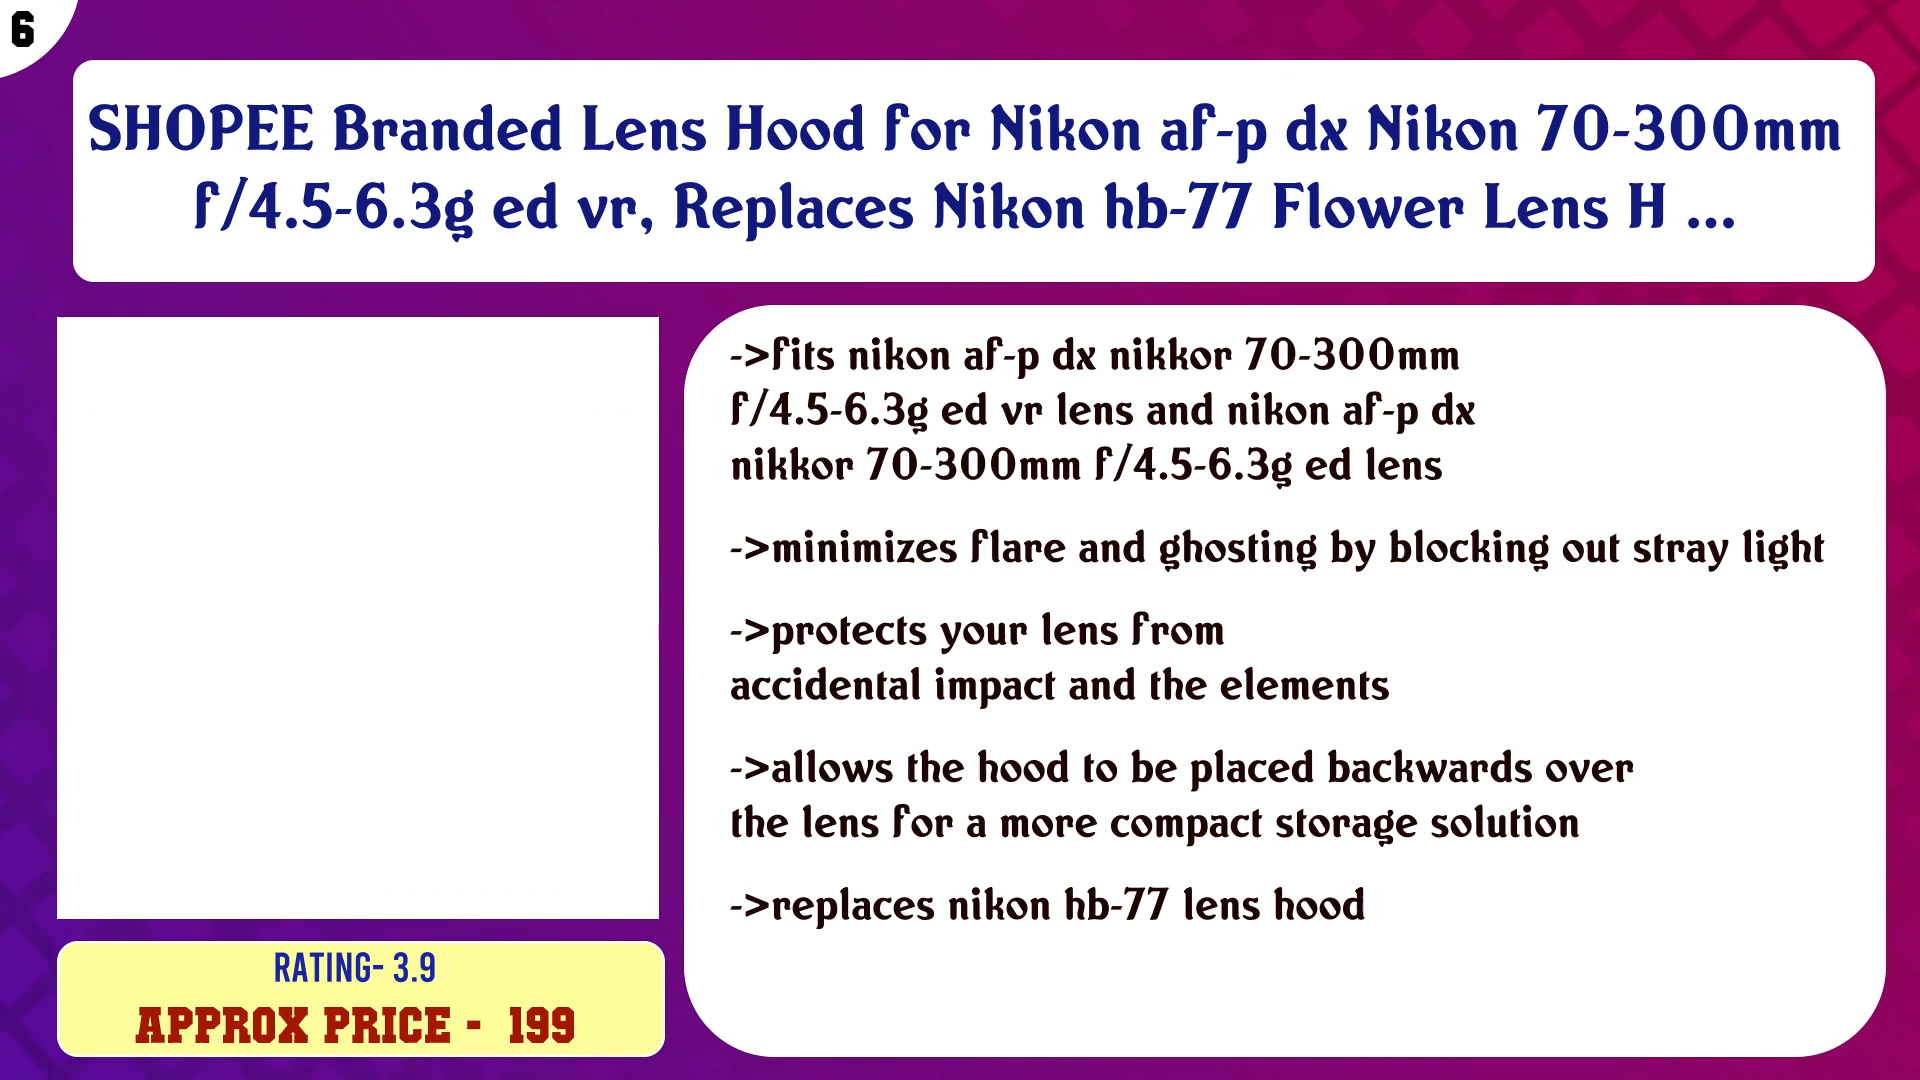 6
SHOPEE Branded Lens Hood for Nikon af-p dx Nikon 70-300mm
f/4.5-6.3g ed vr, Replaces Nikon hb-77 Flower Lens H ...
->fits nikon af-p dx nikkor 70-300mm
f/4.5-6.3g ed vr lens and nikon af-p dx
nikkor 70-300mm f/4.5-6.3g ed lens
->minimizes flare and ghosting by blocking out stray light
->protects your lens from
accidental impact and the elements
->allows the hood to be placed backwards over
the lens for a more compact storage solution
->replaces nikon hb-77 lens hood
RATING- 3.9
APPROX PRICE - 199